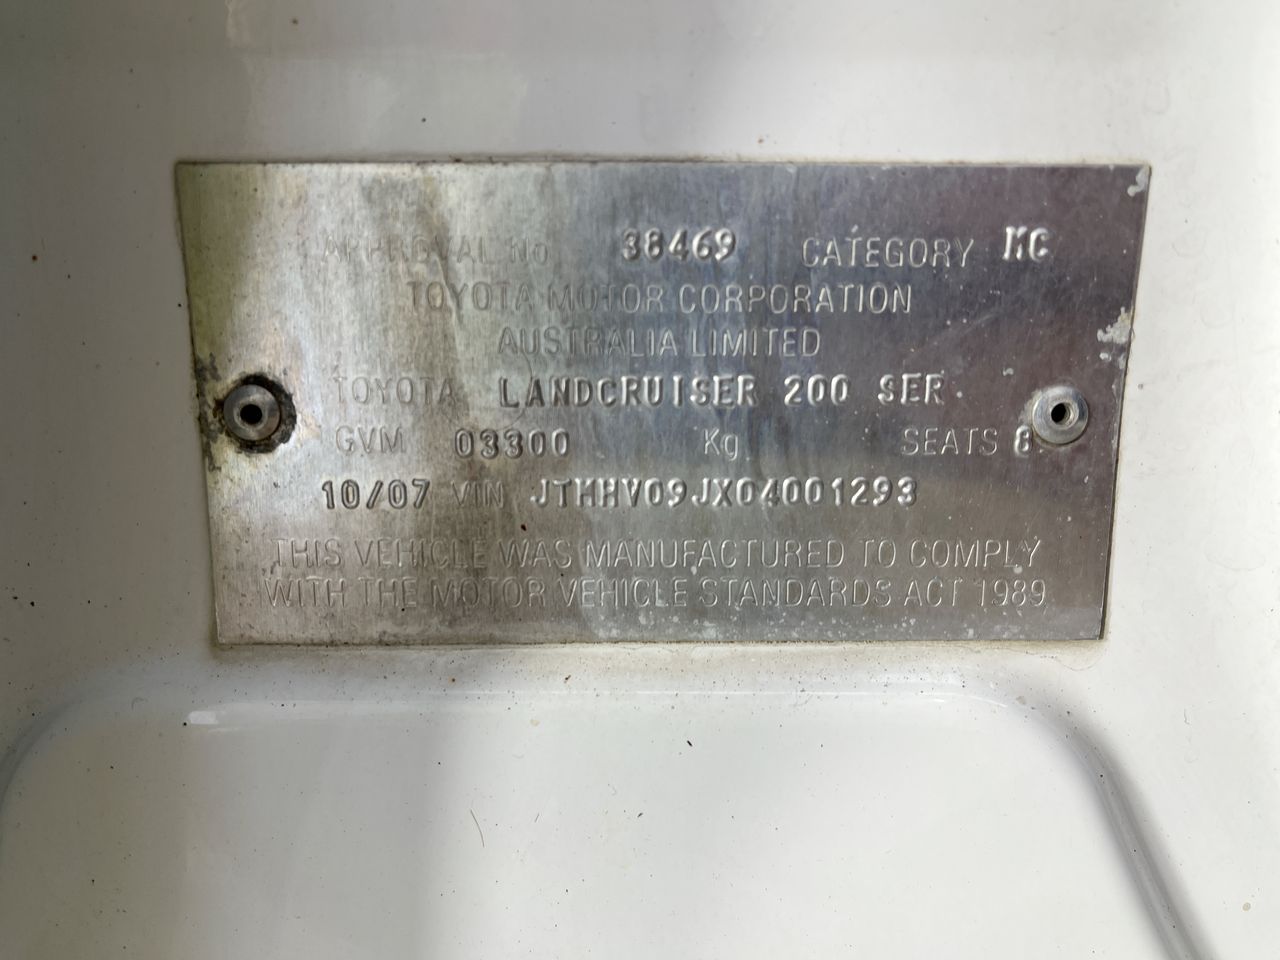 APPROVAL No 38469 CATEGORY MC
TOYOTA MOTOR CORPORATION
AUSTRALIA LIMITED
TOYOTA LANDCRUISER 200 SER
GVM 03300 Kg SEATS 8
10/07 VIN JTMHV09JX04001293
THIS VEHICLE WAS MANUFACTURED TO COMPLY
WITH THE MOTOR VEHICLE STANDARDS ACT 1989